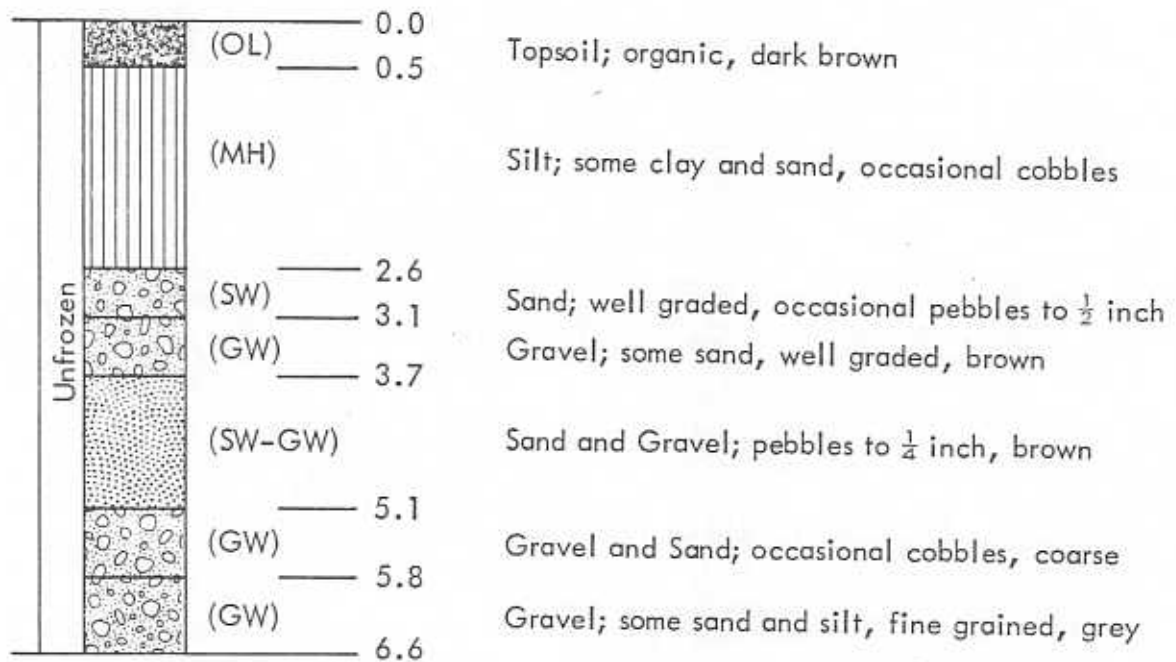 0.0
(OL) Topsoil; organic, dark brown
0.5
(MH) Silt; some clay and sand, occasional cobbles
2.6
(SW) Sand; well graded, occasional pebbles to ½ inch
3.1
(GW) Gravel; some sand, well graded, brown
3.7
Unfrozen
(SW-GW) Sand and Gravel; pebbles to ¼ inch, brown
5.1
(GW) Gravel and Sand; occasional cobbles, coarse
5.8
(GW) Gravel; some sand and silt, fine grained, grey
6.6